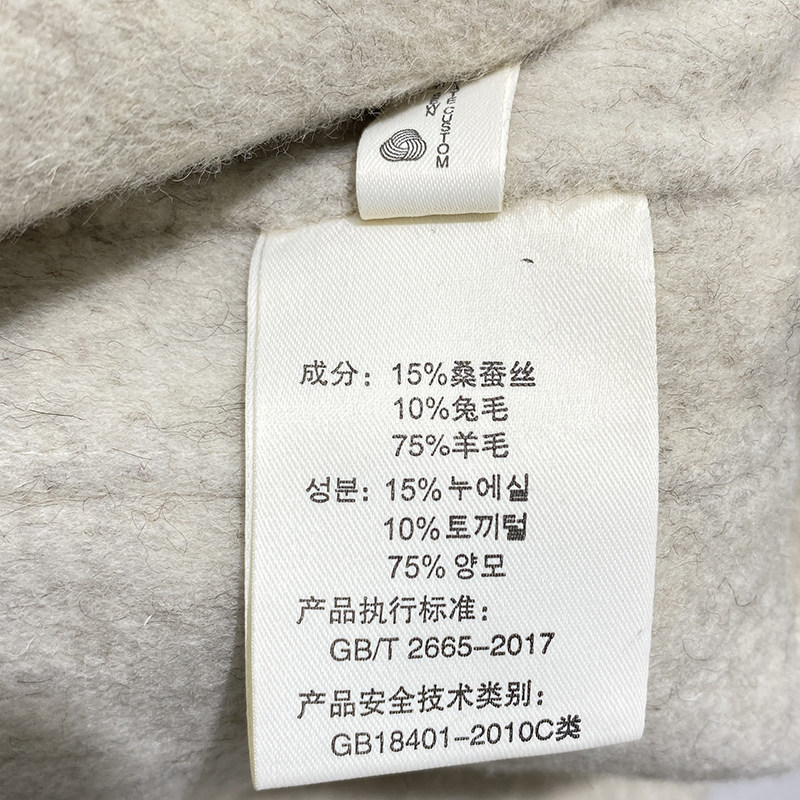 CUSTOM
成分：15%桑蚕丝
10%兔毛
75%羊毛
성분: 15%누에실
10%토끼털
75%양모
产品执行标准：
GB/T 2665-2017
产品安全技术类别：
GB18401-2010C类